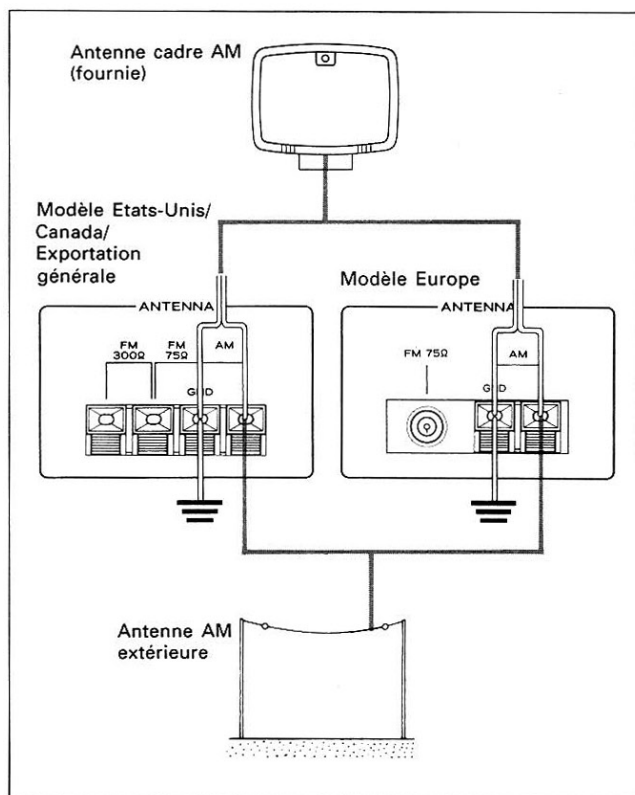 Antenne cadre AM
(fournie)
Modèle Etats-Unis/
Canada/
Exportation
générale
ANTENNA
FM
300Ω
FM
75Ω
AM
GND
Modèle Europe
ANTENNA
FM 75Ω
AM
GND
Antenne AM
extérieure